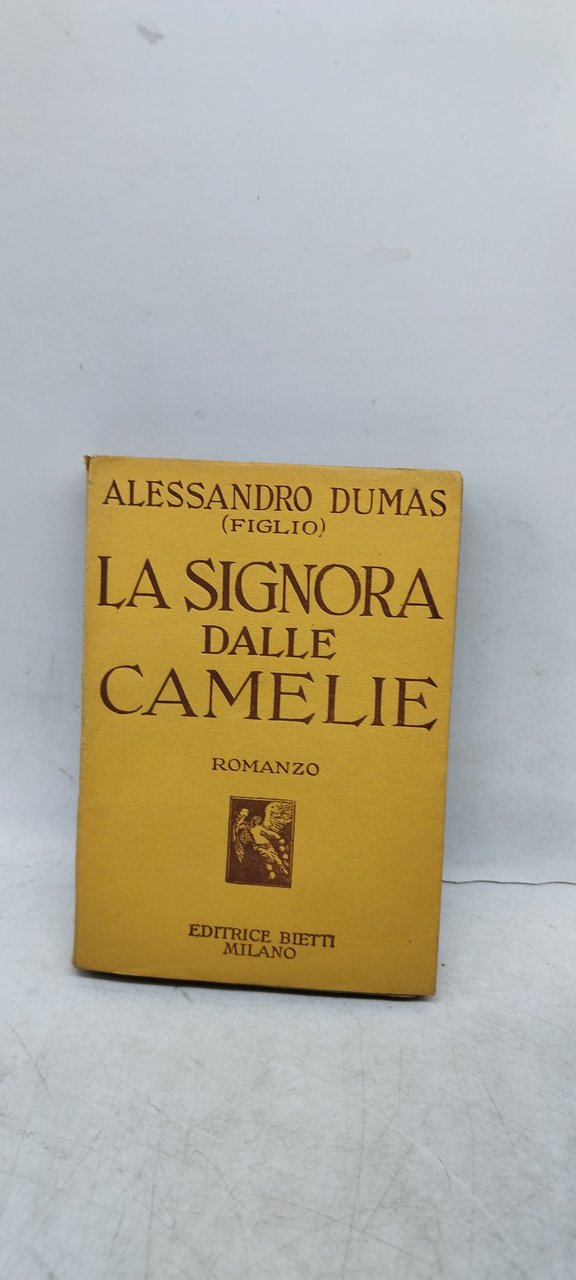 ALESSANDRO DUMAS
(FIGLIO)
LA SIGNORA
DALLE
CAMELIE
ROMANZO
EDITRICE BIETTI
MILANO